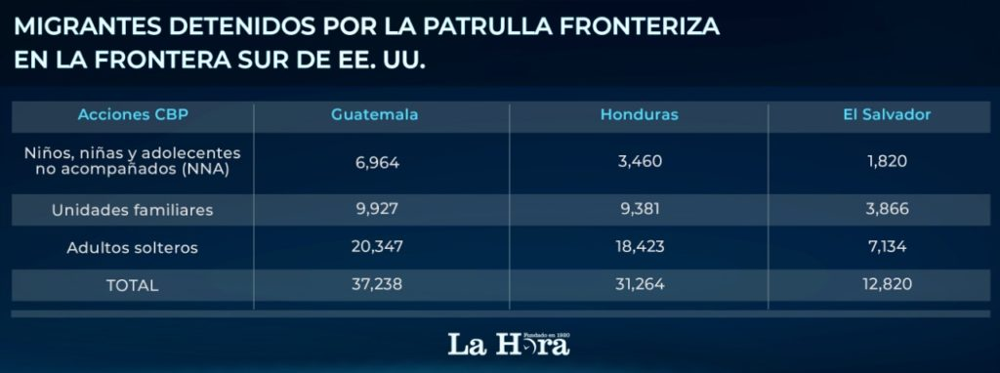 MIGRANTES DETENIDOS POR LA PATRULLA FRONTERIZA
EN LA FRONTERA SUR DE EE. UU.
Acciones CBP Guatemala Honduras El Salvador
Niños, niñas y adolecentes
no acompañados (NNA) 6,964 3,460 1,820
Unidades familiares 9,927 9,381 3,866
Adultos solteros 20,347 18,423 7,134
TOTAL 37,238 31,264 12,820
Fundado en 1920
La Hora